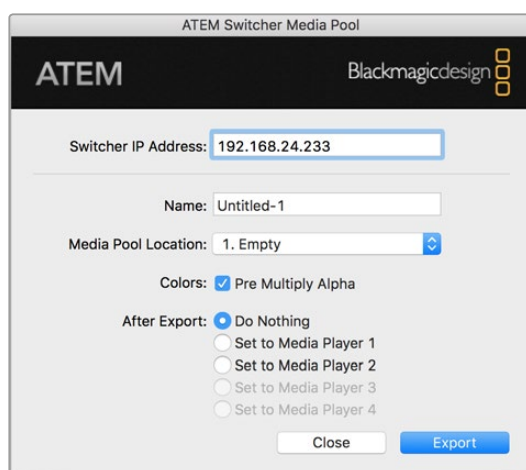 ATEM Switcher Media Pool
ATEM
Blackmagicdesign
Switcher IP Address: 192.168.24.233
Name: Untitled-1
Media Pool Location: 1. Empty
Colors: Pre Multiply Alpha
After Export: Do Nothing
Set to Media Player 1
Set to Media Player 2
Set to Media Player 3
Set to Media Player 4
Close Export